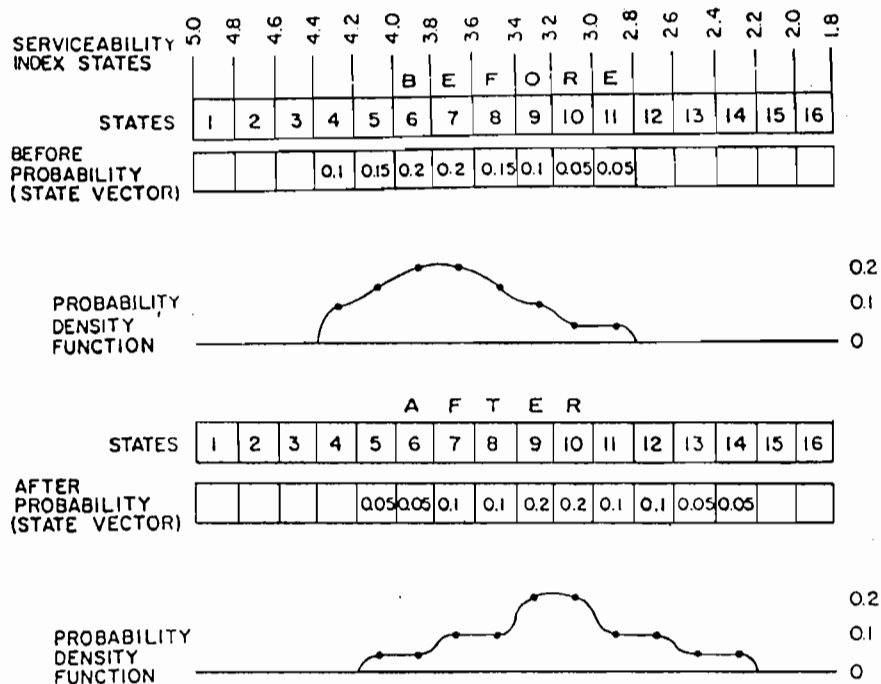 5.0 4.8 4.6 4.4 4.2 4.0 3.8 3.6 3.4 3.2 3.0 2.8 2.6 2.4 2.2 2.0 1.8
SERVICEABILITY
INDEX STATES
B E F O R E
STATES 1 2 3 4 5 6 7 8 9 10 11 12 13 14 15 16
BEFORE
PROBABILITY
(STATE VECTOR)
0.1 0.15 0.2 0.2 0.15 0.1 0.05 0.05
PROBABILITY
DENSITY
FUNCTION
0.2
0.1
0
A F T E R
STATES 1 2 3 4 5 6 7 8 9 10 11 12 13 14 15 16
AFTER
PROBABILITY
(STATE VECTOR)
0.05 0.05 0.1 0.1 0.2 0.2 0.1 0.1 0.05 0.05
PROBABILITY
DENSITY
FUNCTION
0.2
0.1
0